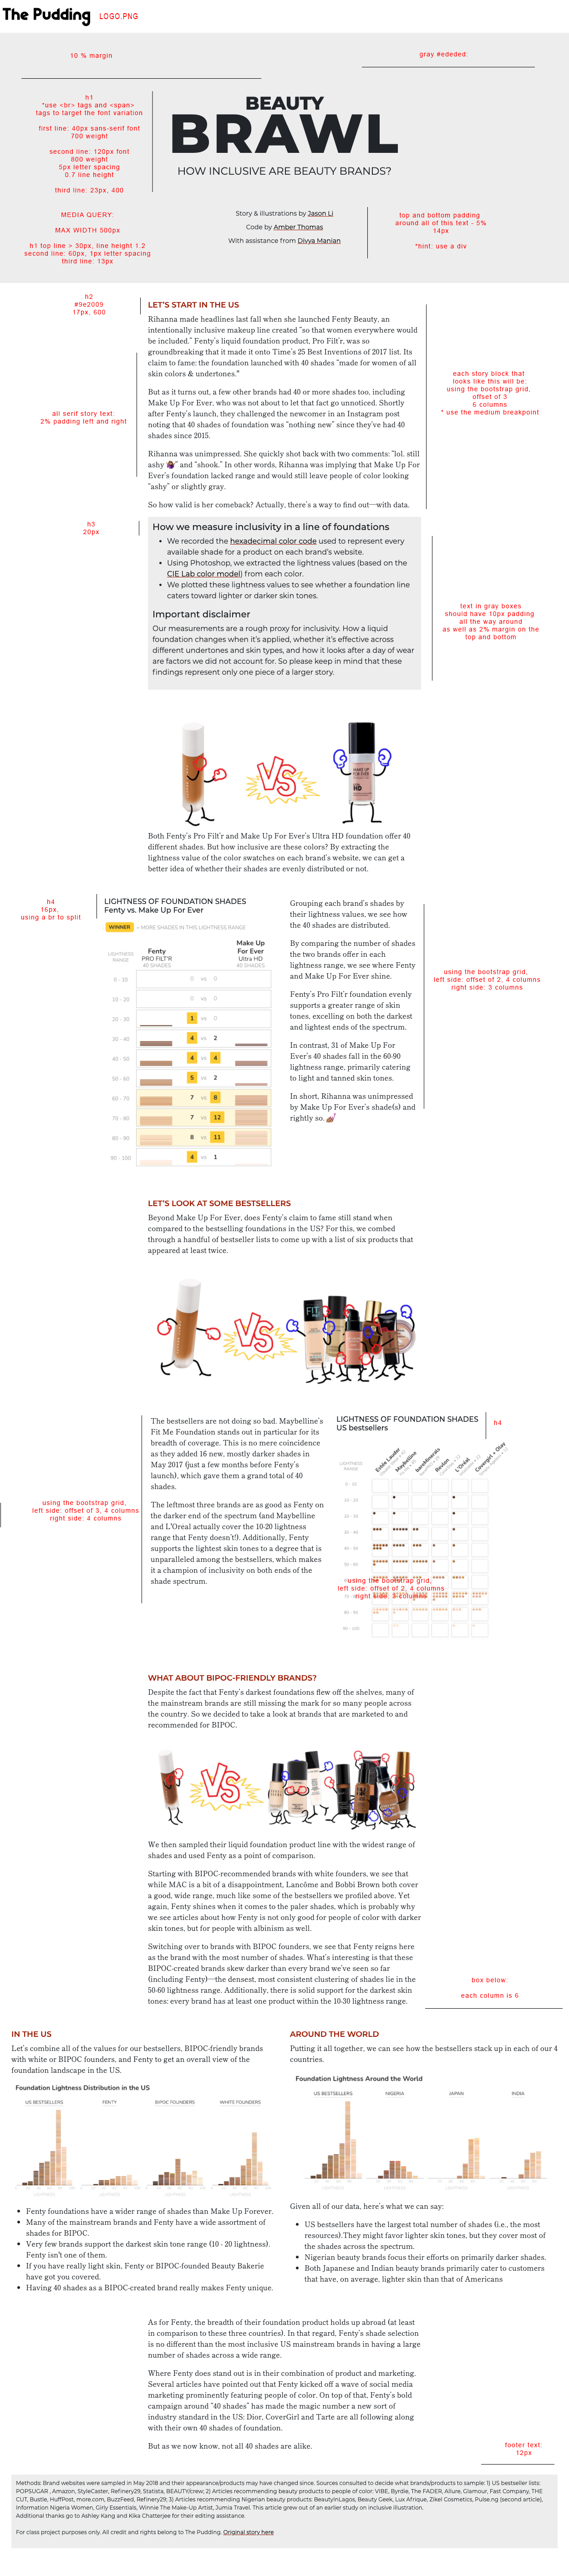 The Pudding LOGO.PNG
10 % margin
gray #ededed:
h1
*use <br> tags and <span>
tags to target the font variation
first line: 40px sans-serif font
700 weight
second line: 120px font
800 weight
5px letter spacing
0.7 line height
third line: 23px, 400
BEAUTY
BRAWL
HOW INCLUSIVE ARE BEAUTY BRANDS?
MEDIA QUERY:
MAX WIDTH 500px
h1 top line > 30px, line height 1.2
second line: 60px, 1px letter spacing
third line: 13px
Story & illustrations by Jason Li
Code by Amber Thomas
With assistance from Divya Manian
top and bottom padding
around all of this text - 5%
14px
*hint: use a div
h2
#9e2009
17px, 600
LET'S START IN THE US
Rihanna made headlines last fall when she launched Fenty Beauty, an
intentionally inclusive makeup line created "so that women everywhere would
be included." Fenty's liquid foundation product, Pro Filt'r, was so
groundbreaking that it made it onto Time's 25 Best Inventions of 2017 list. Its
claim to fame: the foundation launched with 40 shades "made for women of all
skin colors & undertones."
But as it turns out, a few other brands had 40 or more shades too, including
Make Up For Ever, who was not about to let that fact go unnoticed. Shortly
after Fenty's launch, they challenged the newcomer in an Instagram post
noting that 40 shades of foundation was "nothing new" since they've had 40
shades since 2015.
Rihanna was unimpressed. She quickly shot back with two comments: "lol. still
ashy" and "shook." In other words, Rihanna was implying that Make Up For
Ever's foundation lacked darker range and would still leave people of color looking
"ashy" or slightly gray.
So how valid is her comeback? Actually, there's a way to find out—with data.
all serif story text:
2% padding left and right
each story block that
looks like this will be:
using the bootstrap grid,
offset of 3
6 columns
* use the medium breakpoint
h3
20px
How we measure inclusivity in a line of foundations
• We recorded the hexadecimal color code used to represent every
available shade for a product on each brand's website.
• Using Photoshop, we extracted the lightness values (based on the
CIE Lab color model) from each color.
• We plotted these lightness values to see whether a foundation line
caters toward lighter or darker skin tones.
Important disclaimer
Our measurements are a rough proxy for inclusivity. How a liquid
foundation changes when it's applied, whether it's effective across
different undertones and skin types, and how it looks after a day of wear
are factors we did not account for. So please keep in mind that these
findings represent only one piece of a larger story.
text in gray boxes
should have 10px padding
all the way around
as well as 2% margin on the
top and bottom
VS
MAKE UP
FOR EVER
HD
Both Fenty's Pro Filt'r and Make Up For Ever's Ultra HD foundation offer 40
different shades. But how inclusive are these colors? By extracting the
lightness value of the color swatches on each brand's website, we can get a
better idea of whether their shades are evenly distributed or not.
h4
16px,
using a br to split
LIGHTNESS OF FOUNDATION SHADES
Fenty vs. Make Up For Ever
WINNER = MORE SHADES IN THIS LIGHTNESS RANGE
LIGHTNESS
RANGE
Fenty
PRO FILT'R
40 SHADES
Make Up
For Ever
Ultra HD
40 SHADES
0 - 10 0 vs 0
10 - 20 0 vs 0
20 - 30 1 vs 0
30 - 40 4 vs 2
40 - 50 4 vs 4
50 - 60 5 vs 2
60 - 70 7 vs 8
70 - 80 7 vs 12
80 - 90 8 vs 11
90 - 100 4 vs 1
Grouping each brand's shades by
their lightness values, we see how
the 40 shades are distributed.
By comparing the number of shades
the two brands offer in each
lightness range, we see where Fenty
and Make Up For Ever shine.
Fenty's Pro Filt'r foundation evenly
supports a greater range of skin
tones, excelling on both the darkest
and lightest ends of the spectrum.
In contrast, 31 of Make Up For
Ever's 40 shades fall in the 60-90
lightness range, primarily catering
to light and tanned skin tones.
In short, Rihanna was unimpressed
by Make Up For Ever's shade(s) and
rightly so.
using the bootstrap grid,
left side: offset of 2, 4 columns
right side: 3 columns
LET'S LOOK AT SOME BESTSELLERS
Beyond Make Up For Ever, does Fenty's claim to fame still stand when
compared to the bestselling foundations in the US? For this, we combed
through a handful of bestseller lists to come up with a list of six products that
appeared at least twice.
VS
FIT
The bestsellers are not doing so bad. Maybelline's
Fit Me Foundation stands out in particular for its
breadth of coverage. This is no mere coincidence
as they added 16 new, mostly darker shades in
May 2017 (just a few months before Fenty's
launch), which gave them a grand total of 40
shades.
The leftmost three brands are as good as Fenty on
the darker end of the spectrum (and Maybelline
and L'Oréal actually cover the 10-20 lightness
range that Fenty doesn't!). Additionally, Fenty
supports the lightest skin tones to a degree that is
unparalleled among the bestsellers, which makes
it a champion of inclusivity on both ends of the
shade spectrum.
using the bootstrap grid,
left side: offset of 3, 4 columns
right side: 4 columns
LIGHTNESS OF FOUNDATION SHADES
US bestsellers
h4
LIGHTNESS
RANGE
Estée Lauder
Maybelline
bareMinerals
Revlon
L'Oréal
Covergirl + Olay
0 - 10
10 - 20
20 - 30
30 - 40
40 - 50
50 - 60
70 - 80
80 - 90
90 - 100
using the bootstrap grid,
left side: offset of 2, 4 columns
right side: 3 columns
WHAT ABOUT BIPOC-FRIENDLY BRANDS?
Despite the fact that Fenty's darkest foundations flew off the shelves, many of
the mainstream brands are still missing the mark for so many people across
the country. So we decided to take a look at brands that are marketed to and
recommended for BIPOC.
VS
We then sampled their liquid foundation product line with the widest range of
shades and used Fenty as a point of comparison.
Starting with BIPOC-recommended brands with white founders, we see that
while MAC is a bit of a disappointment, Lancôme and Bobbi Brown both cover
a good, wide range, much like some of the bestsellers we profiled above. Yet
again, Fenty shines when it comes to the paler shades, which is probably why
we see articles about how Fenty is not only good for people of color with darker
skin tones, but for people with albinism as well.
Switching over to brands with BIPOC founders, we see that Fenty reigns here
as the brand with the most number of shades. What's interesting is that these
BIPOC-created brands skew darker than every brand we've seen so far
(including Fenty)—the densest, most consistent clustering of shades lie in the
50-60 lightness range. Additionally, there is solid support for the darkest skin
tones: every brand has at least one product within the 10-30 lightness range.
box below:
each column is 6
IN THE US
Let's combine all of the values for our bestsellers, BIPOC-friendly brands
with white or BIPOC founders, and Fenty to get an overall view of the
foundation landscape in the US.
Foundation Lightness Distribution in the US
US BESTSELLERS FENTY BIPOC FOUNDERS WHITE FOUNDERS
• Fenty foundations have a wider range of shades than Make Up Forever.
• Many of the mainstream brands and Fenty have a wide assortment of
shades for BIPOC.
• Very few brands support the darkest skin tone range (10 - 20 lightness).
Fenty isn't one of them.
• If you have really light skin, Fenty or BIPOC-founded Beauty Bakerie
have got you covered.
• Having 40 shades as a BIPOC-created brand really makes Fenty unique.
AROUND THE WORLD
Putting it all together, we can see how the bestsellers stack up in each of our 4
countries.
Foundation Lightness Around the World
US BESTSELLERS NIGERIA JAPAN INDIA
Given all of our data, here's what we can say:
• US bestsellers have the largest total number of shades (i.e., the most
resources).They might favor lighter skin tones, but they cover most of
the shades across the spectrum.
• Nigerian beauty brands focus their efforts on primarily darker shades.
• Both Japanese and Indian beauty brands primarily cater to customers
that have, on average, lighter skin than that of Americans
As for Fenty, the breadth of their foundation product holds up abroad (at least
in comparison to these three countries). In that regard, Fenty's shade selection
is no different than the most inclusive US mainstream brands in having a large
number of shades across a wide range.
Where Fenty does stand out is in their combination of product and marketing.
Several articles have pointed out that Fenty kicked off a wave of social media
marketing prominently featuring people of color. On top of that, Fenty's bold
campaign around "40 shades" has made the magic number a new sort of
industry standard in the US: Dior, CoverGirl and Tarte are all following along
with their own 40 shades of foundation.
But as we now know, not all 40 shades are alike.
footer text:
12px
Methods: Brand websites were sampled in May 2018 and their appearance/products may have changed since. Sources consulted to decide what brands/products to sample: 1) US bestseller lists:
POPSUGAR , Amazon, StyleCaster, Refinery29, Statista, BEAUTY/crew; 2) Articles recommending beauty products to people of color: VIBE, Byrdie, The FADER, Allure, Glamour, Fast Company, THE
CUT, Bustle, HuffPost, more.com, BuzzFeed, Refinery29; 3) Articles recommending Nigerian beauty products: BeautyInLagos, Beauty Geek, Lux Afrique, Zikel Cosmetics, Pulse.ng (second article),
Information Nigeria Women, Girly Essentials, Winnie The Make-Up Artist, Jumia Travel. This article grew out of an earlier study on inclusive illustration.
Additional thanks go to Ashley Kang and Kika Chatterjee for their editing assistance.
For class project purposes only. All credit and rights belong to The Pudding. Original story here